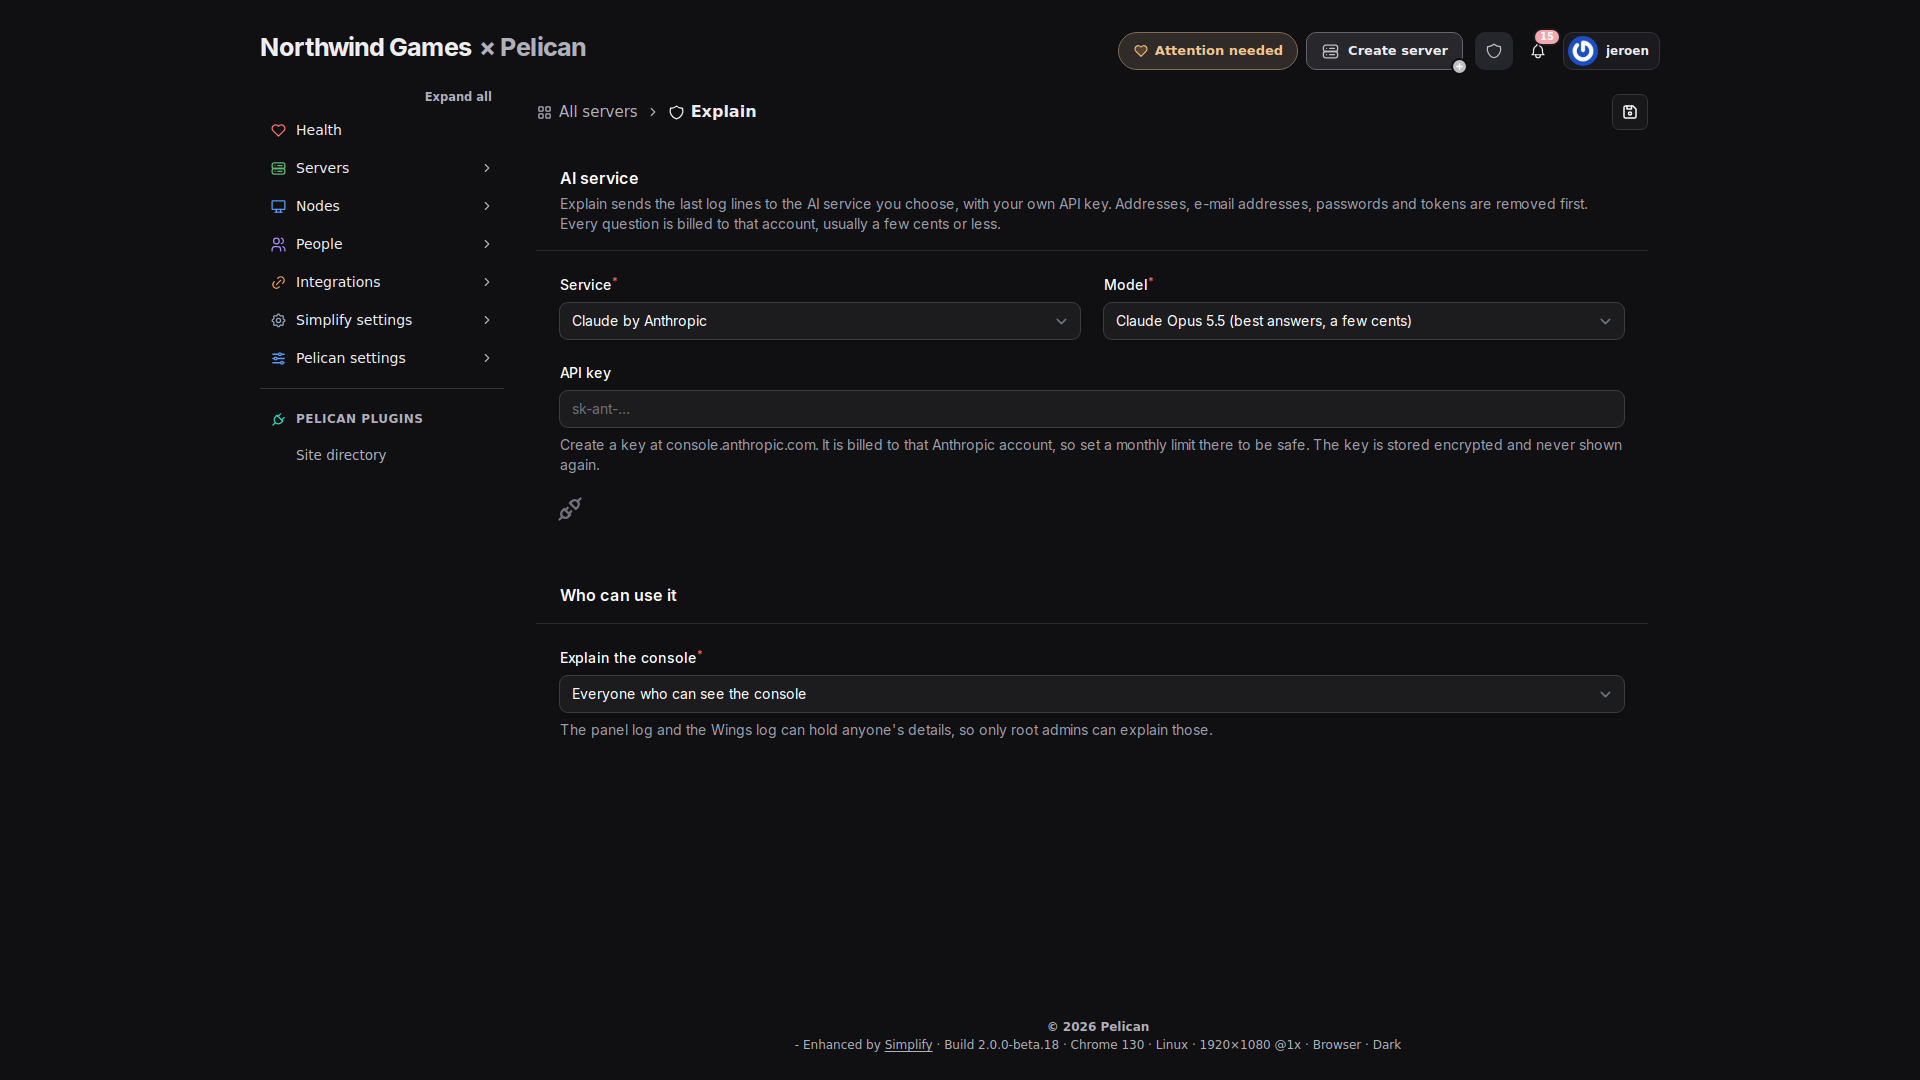 Northwind Games × Pelican
Attention needed
Create server
15
jeroen
Expand all
Health
Servers
Nodes
People
Integrations
Simplify settings
Pelican settings
PELICAN PLUGINS
Site directory
All servers
Explain
AI service
Explain sends the last log lines to the AI service you choose, with your own API key. Addresses, e-mail addresses, passwords and tokens are removed first.
Every question is billed to that account, usually a few cents or less.
Service*
Model*
Claude by Anthropic
Claude Opus 5.5 (best answers, a few cents)
API key
sk-ant-...
Create a key at console.anthropic.com. It is billed to that Anthropic account, so set a monthly limit there to be safe. The key is stored encrypted and never shown
again.
Who can use it
Explain the console*
Everyone who can see the console
The panel log and the Wings log can hold anyone's details, so only root admins can explain those.
© 2026 Pelican
- Enhanced by Simplify · Build 2.0.0-beta.18 · Chrome 130 · Linux · 1920×1080 @1x · Browser · Dark